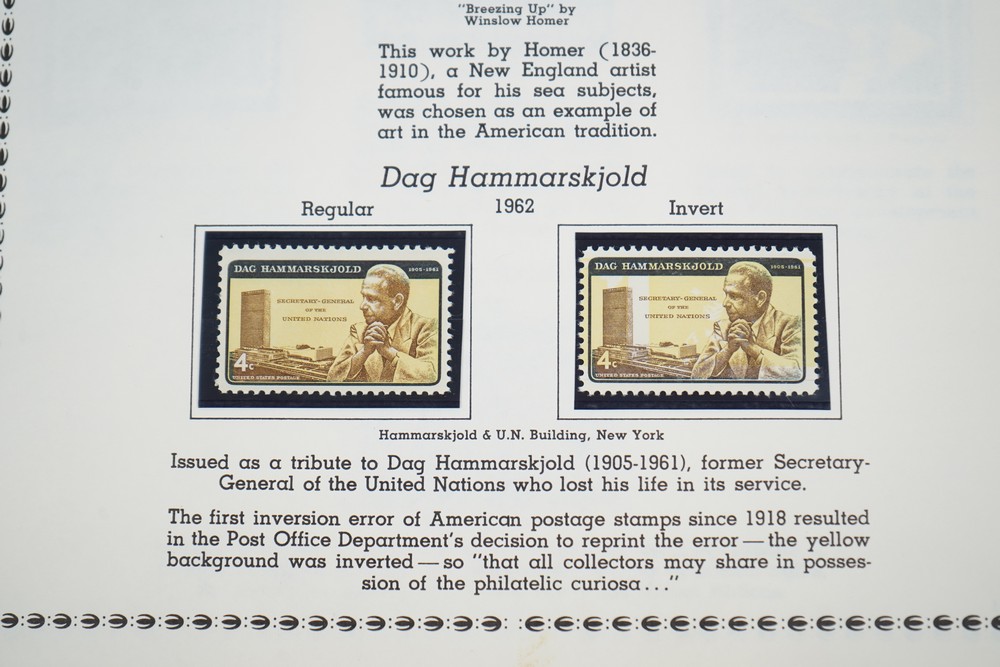 "Breezing Up" by
Winslow Homer
This work by Homer (1836-
1910), a New England artist
famous for his sea subjects,
was chosen as an example of
art in the American tradition.
Dag Hammarskjold
Regular 1962 Invert
DAG HAMMARSKJOLD 1905-1961
SECRETARY-GENERAL
OF THE
UNITED NATIONS
4c
UNITED STATES POSTAGE
DAG HAMMARSKJOLD 1905-1961
SECRETARY-GENERAL
OF THE
UNITED NATIONS
4c
UNITED STATES POSTAGE
Hammarskjold & U.N. Building, New York
Issued as a tribute to Dag Hammarskjold (1905-1961), former Secretary-
General of the United Nations who lost his life in its service.
The first inversion error of American postage stamps since 1918 resulted
in the Post Office Department's decision to reprint the error—the yellow
background was inverted—so "that all collectors may share in posses-
sion of the philatelic curiosa..."